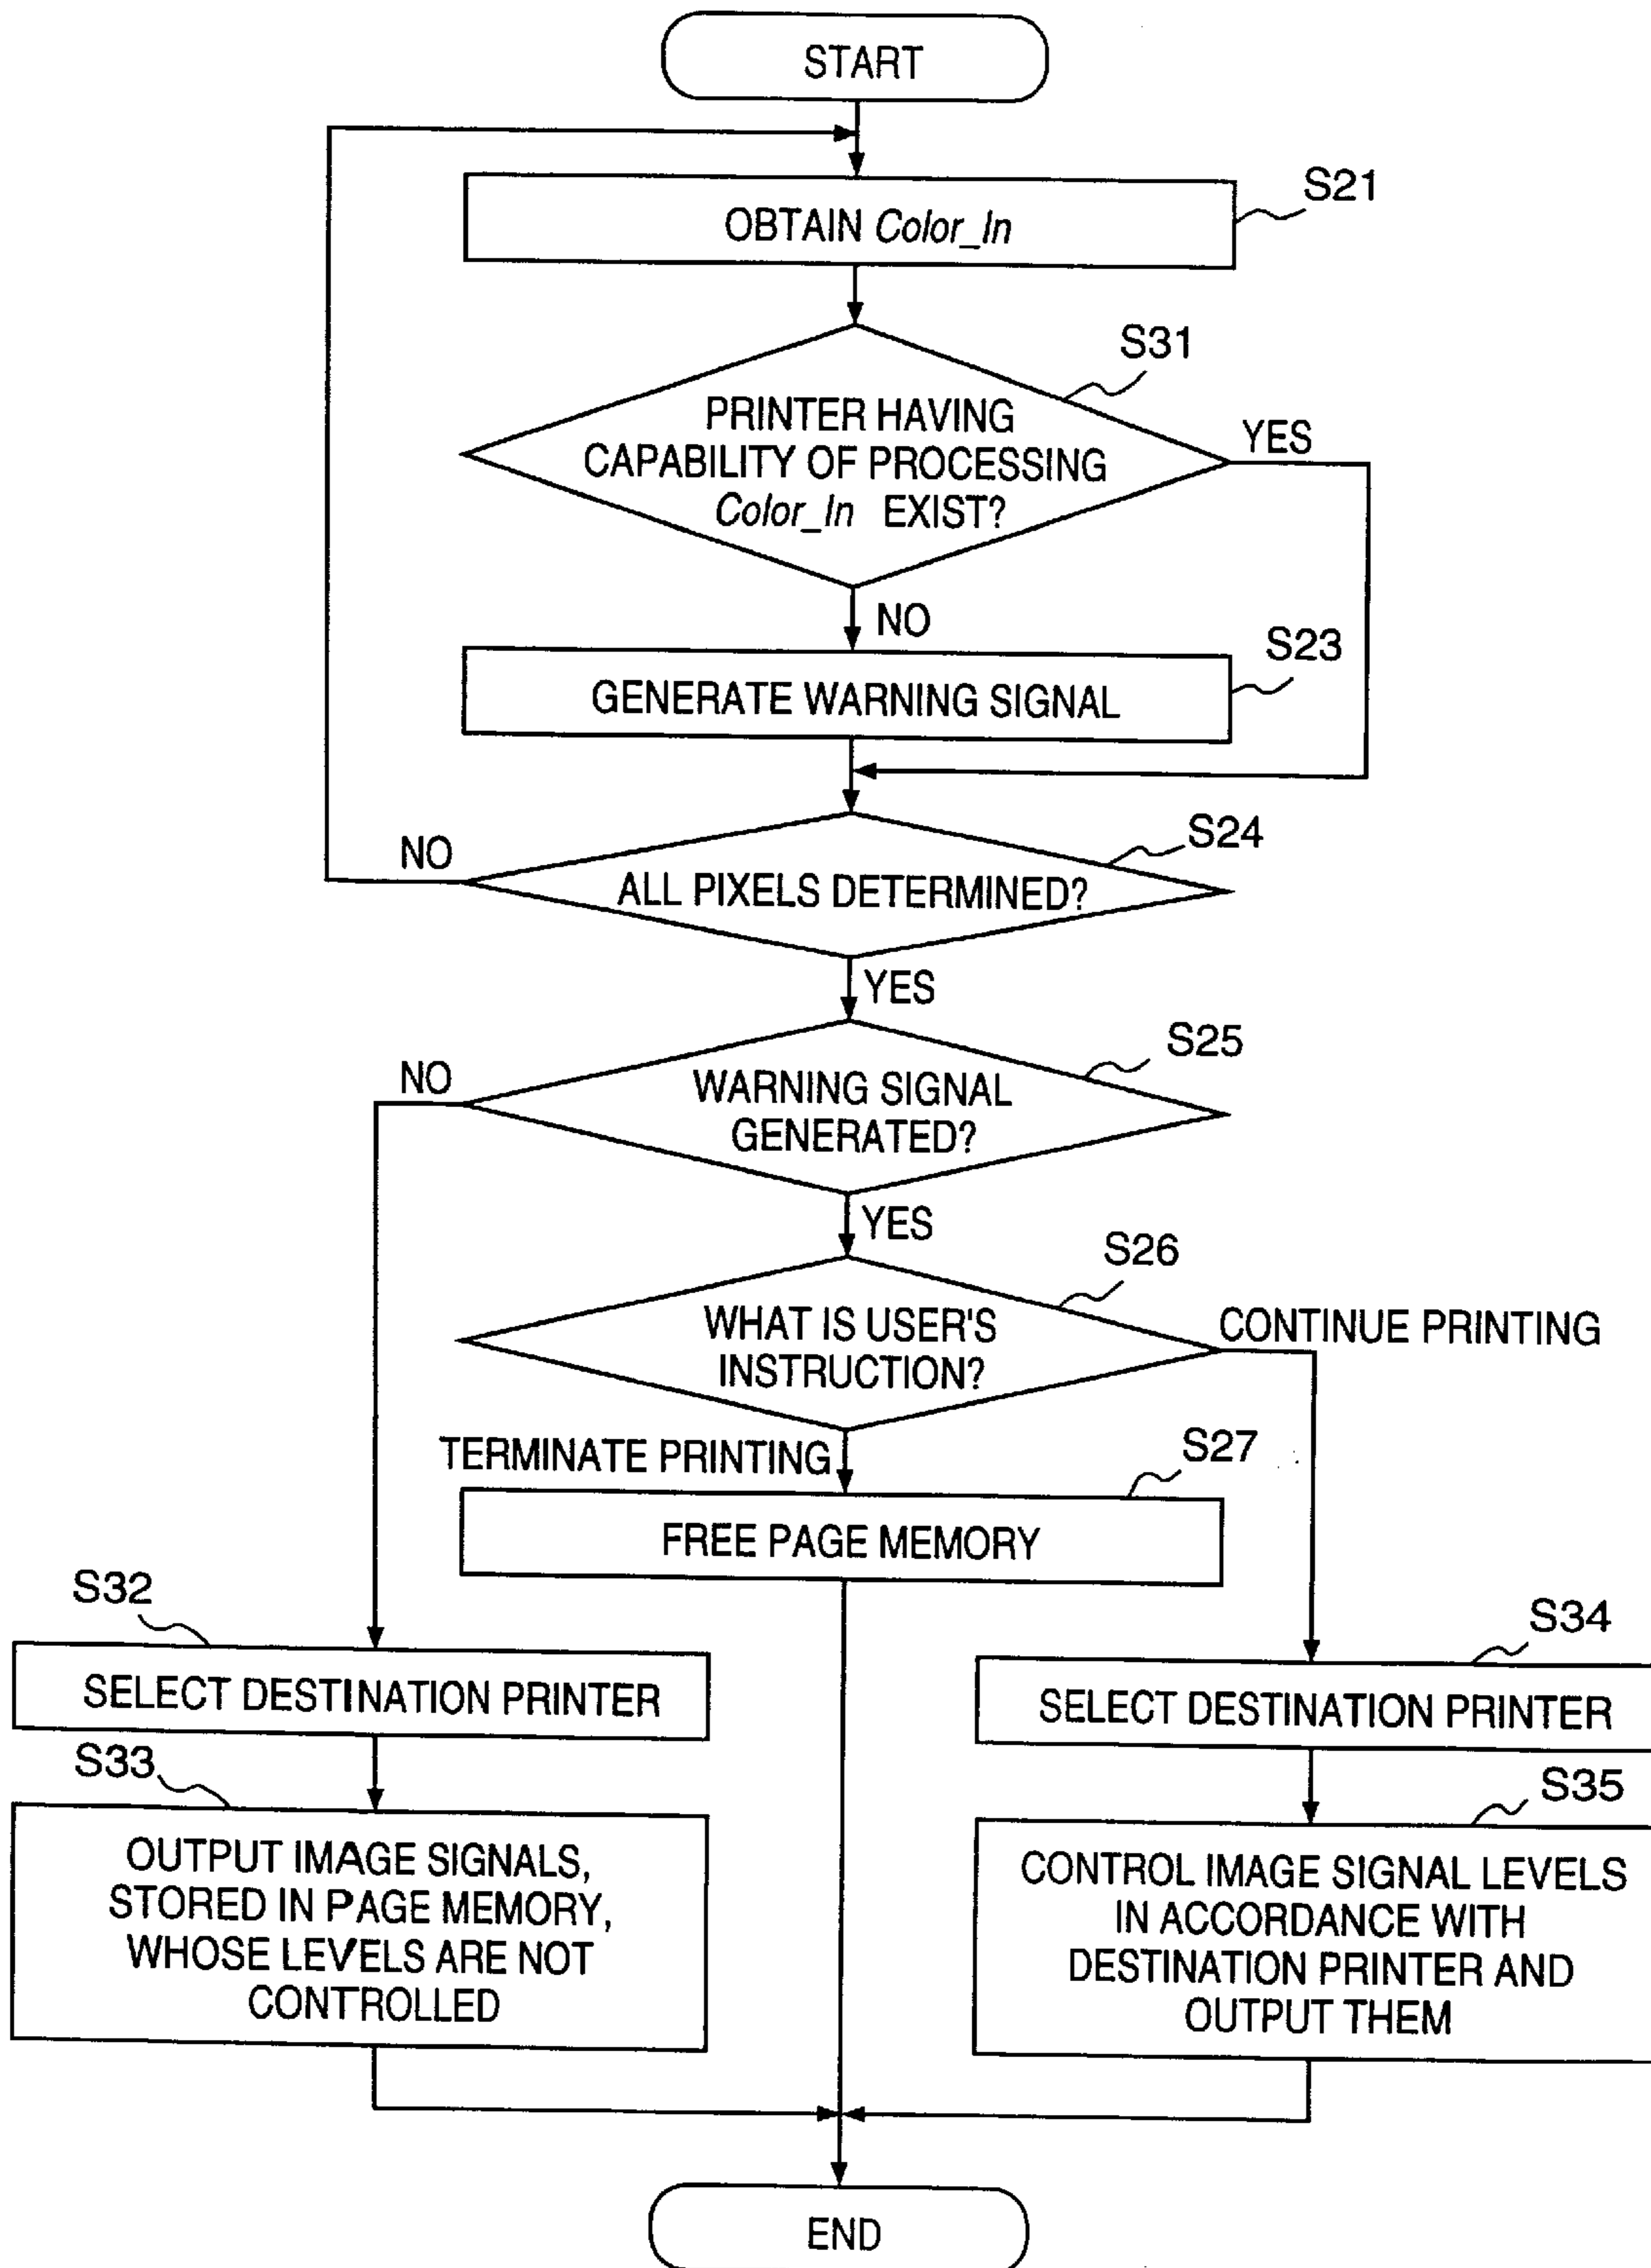 START
S21
OBTAIN Color_In
S31
PRINTER HAVING
CAPABILITY OF PROCESSING
Color_In EXIST?
YES
NO
S23
GENERATE WARNING SIGNAL
S24
NO
ALL PIXELS DETERMINED?
YES
S25
NO
WARNING SIGNAL
GENERATED?
YES
S26
WHAT IS USER'S
INSTRUCTION?
CONTINUE PRINTING
TERMINATE PRINTING
S27
FREE PAGE MEMORY
S32
SELECT DESTINATION PRINTER
S34
SELECT DESTINATION PRINTER
S33
OUTPUT IMAGE SIGNALS,
STORED IN PAGE MEMORY,
WHOSE LEVELS ARE NOT
CONTROLLED
S35
CONTROL IMAGE SIGNAL LEVELS
IN ACCORDANCE WITH
DESTINATION PRINTER AND
OUTPUT THEM
END